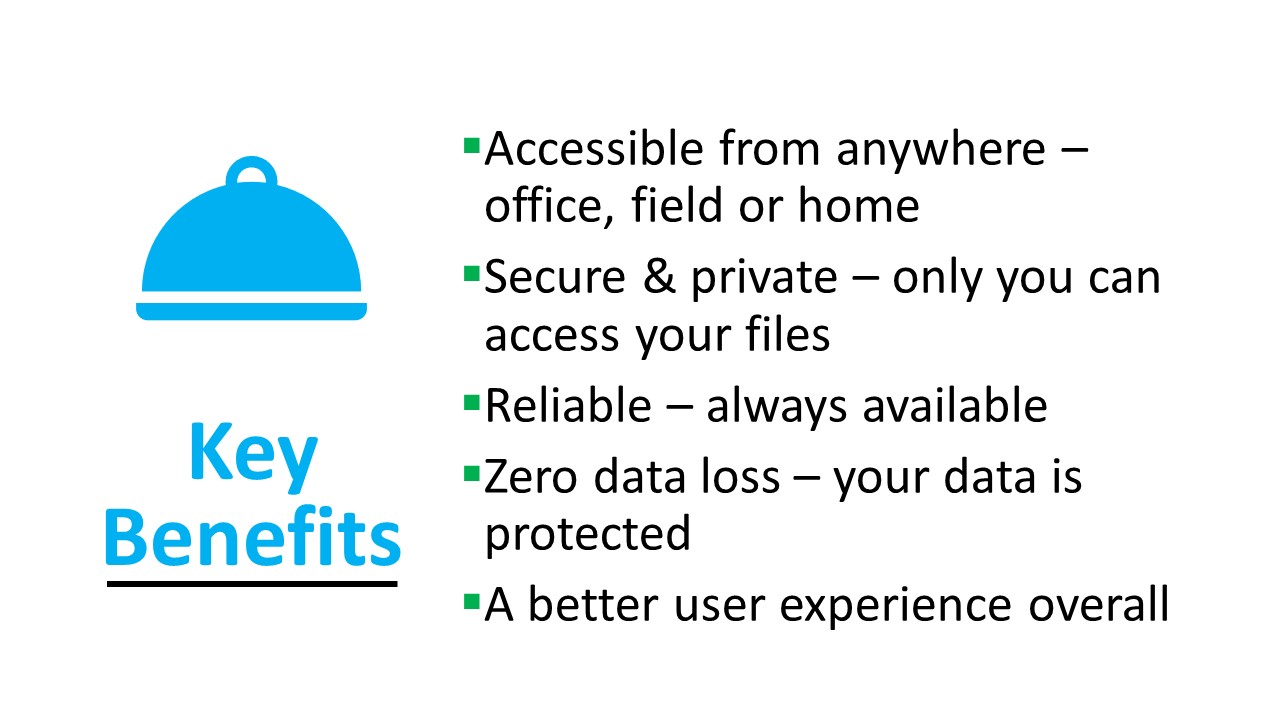 Key
Benefits
▪Accessible from anywhere –
office, field or home
▪Secure & private – only you can
access your files
▪Reliable – always available
▪Zero data loss – your data is
protected
▪A better user experience overall